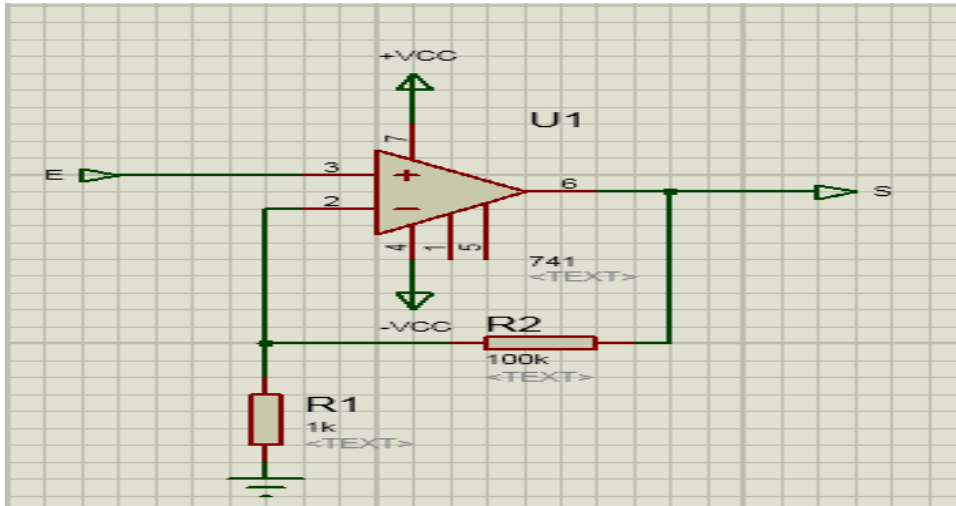 +VCC
U1
7
E
3
6
S
2
4
1
5
741
<TEXT>
-VCC
R2
100k
<TEXT>
R1
1k
<TEXT>